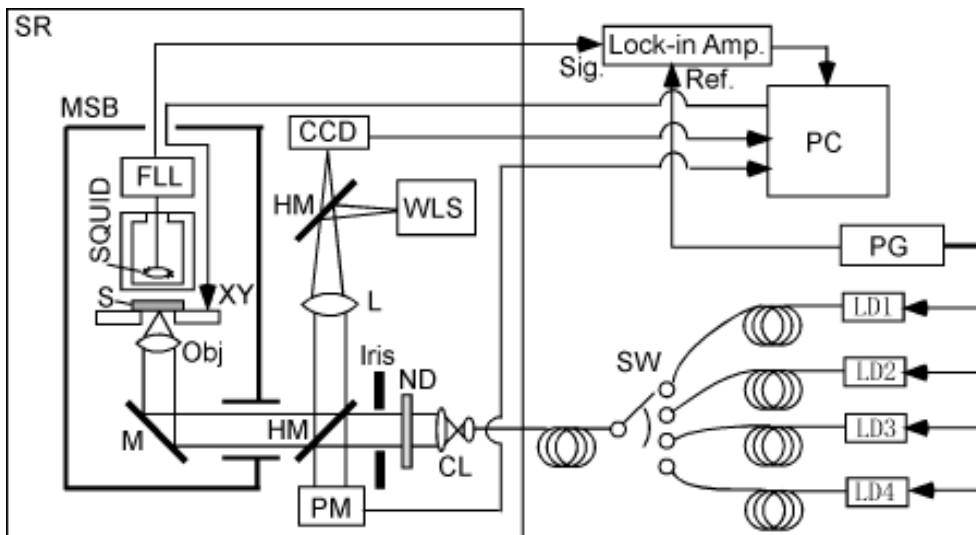 SR
Lock-in Amp.
Sig.
Ref.
MSB
CCD
PC
FLL
HM
WLS
SQUID
PG
S
XY
L
LD1
Obj
Iris
ND
SW
LD2
M
HM
CL
LD3
PM
LD4